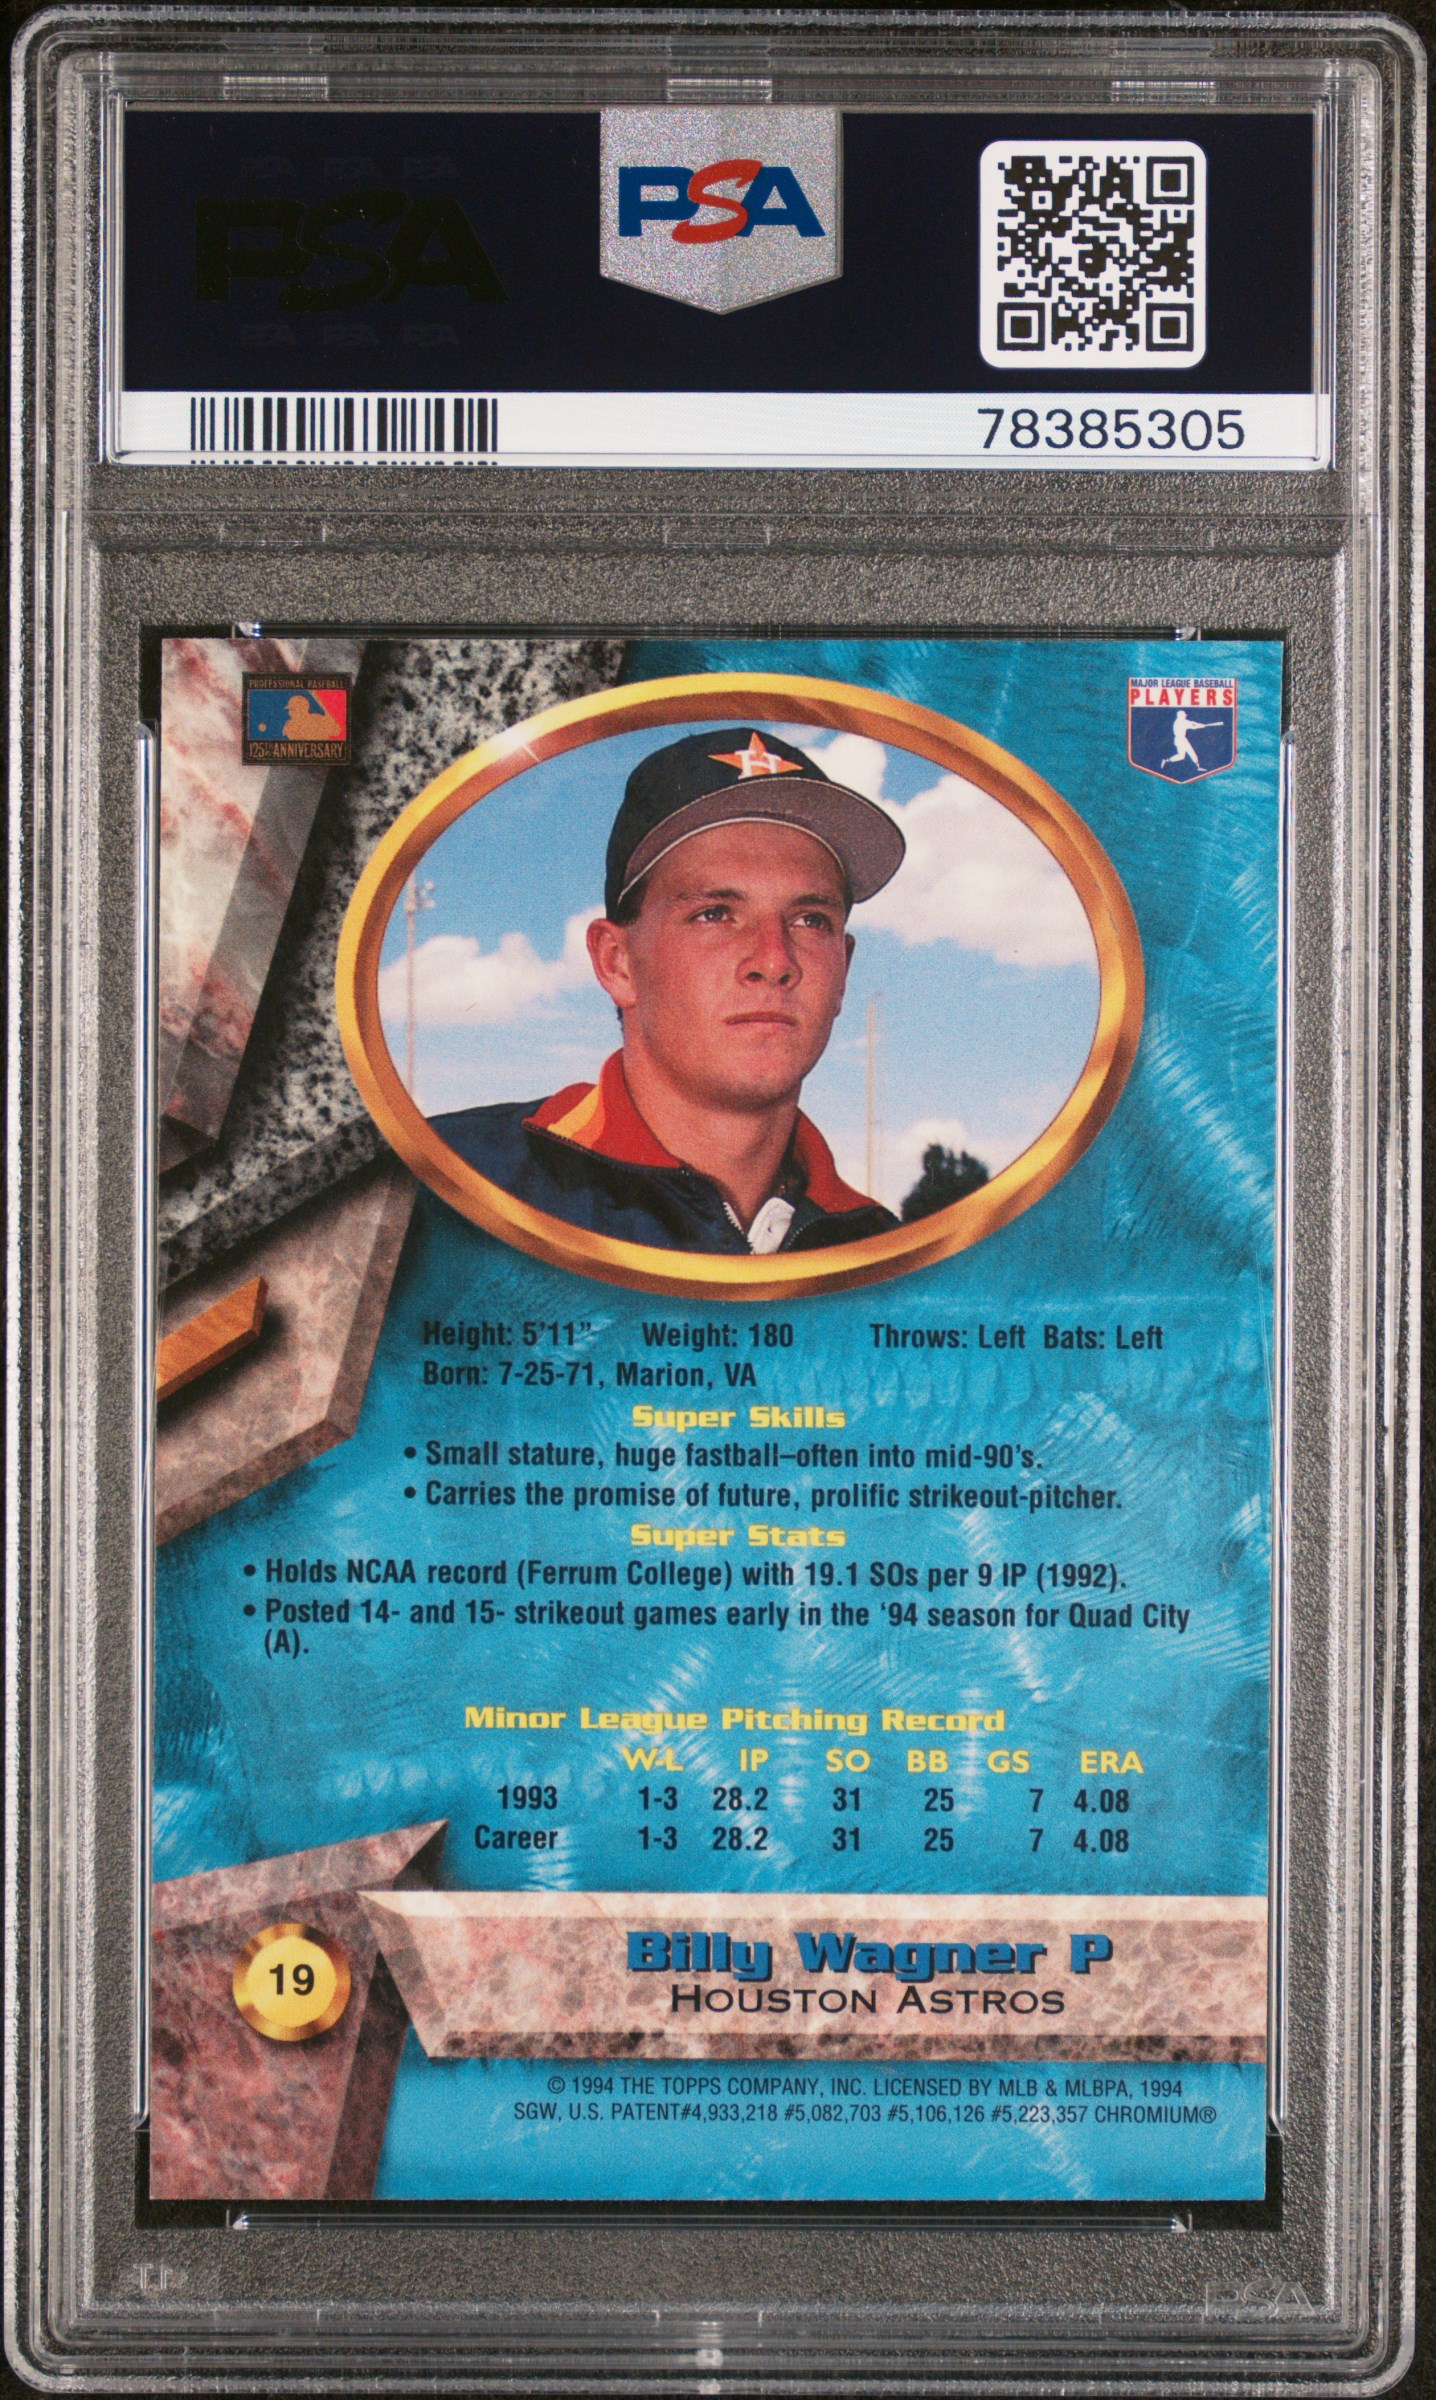 PSA PSA PSA
PSA
PSA PSA PSA
PSA
78385305
PROFESSIONAL BASEBALL
125TH ANNIVERSARY
MAJOR LEAGUE BASEBALL
PLAYERS
H
Height: 5'11" Weight: 180 Throws: Left Bats: Left
Born: 7-25-71, Marion, VA
Super Skills
• Small stature, huge fastball–often into mid-90's.
• Carries the promise of future, prolific strikeout-pitcher.
Super Stats
• Holds NCAA record (Ferrum College) with 19.1 SOs per 9 IP (1992).
• Posted 14- and 15- strikeout games early in the '94 season for Quad City
(A).
Minor League Pitching Record
W-L IP SO BB GS ERA
1993 1-3 28.2 31 25 7 4.08
Career 1-3 28.2 31 25 7 4.08
19
Billy Wagner P
HOUSTON ASTROS
© 1994 THE TOPPS COMPANY, INC. LICENSED BY MLB & MLBPA, 1994
SGW, U.S. PATENT#4,933,218 #5,082,703 #5,106,126 #5,223,357 CHROMIUM®
PSA